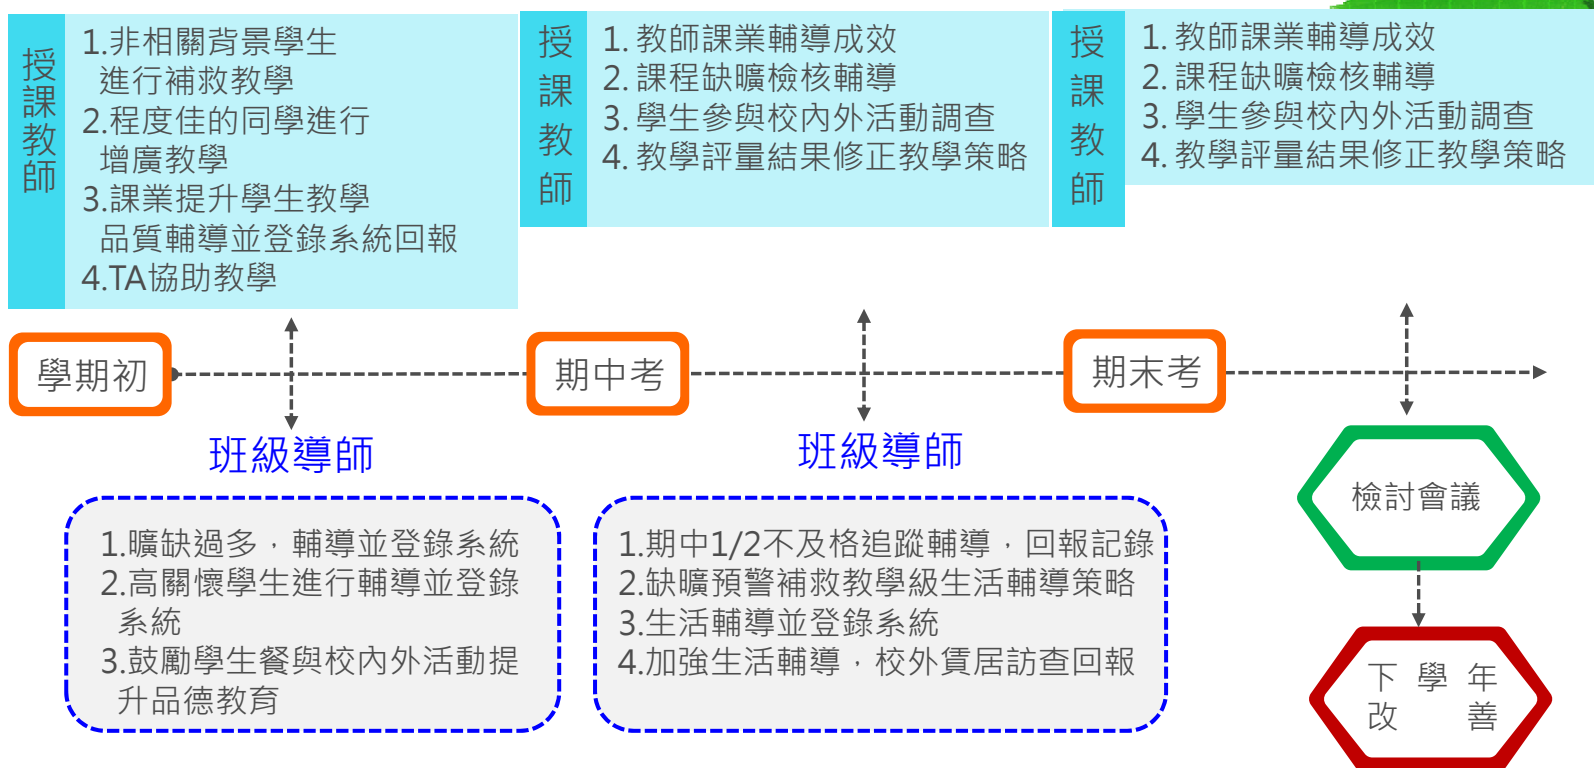 授課教師
1.非相關背景學生
進行補救教學
2.程度佳的同學進行
增廣教學
3.課業提升學生教學
品質輔導並登錄系統回報
4.TA協助教學
授課教師
1.教師課業輔導成效
2.課程缺曠檢核輔導
3.學生參與校內外活動調查
4.教學評量結果修正教學策略
授課教師
1.教師課業輔導成效
2.課程缺曠檢核輔導
3.學生參與校內外活動調查
4.教學評量結果修正教學策略
學期初
期中考
期末考
班級導師
1.曠缺過多，輔導並登錄系統
2.高關懷學生進行輔導並登錄
系統
3.鼓勵學生餐與校內外活動提
升品德教育
班級導師
1.期中1/2不及格追蹤輔導，回報記錄
2.缺曠預警補救教學級生活輔導策略
3.生活輔導並登錄系統
4.加強生活輔導，校外賃居訪查回報
檢討會議
下學年
改善